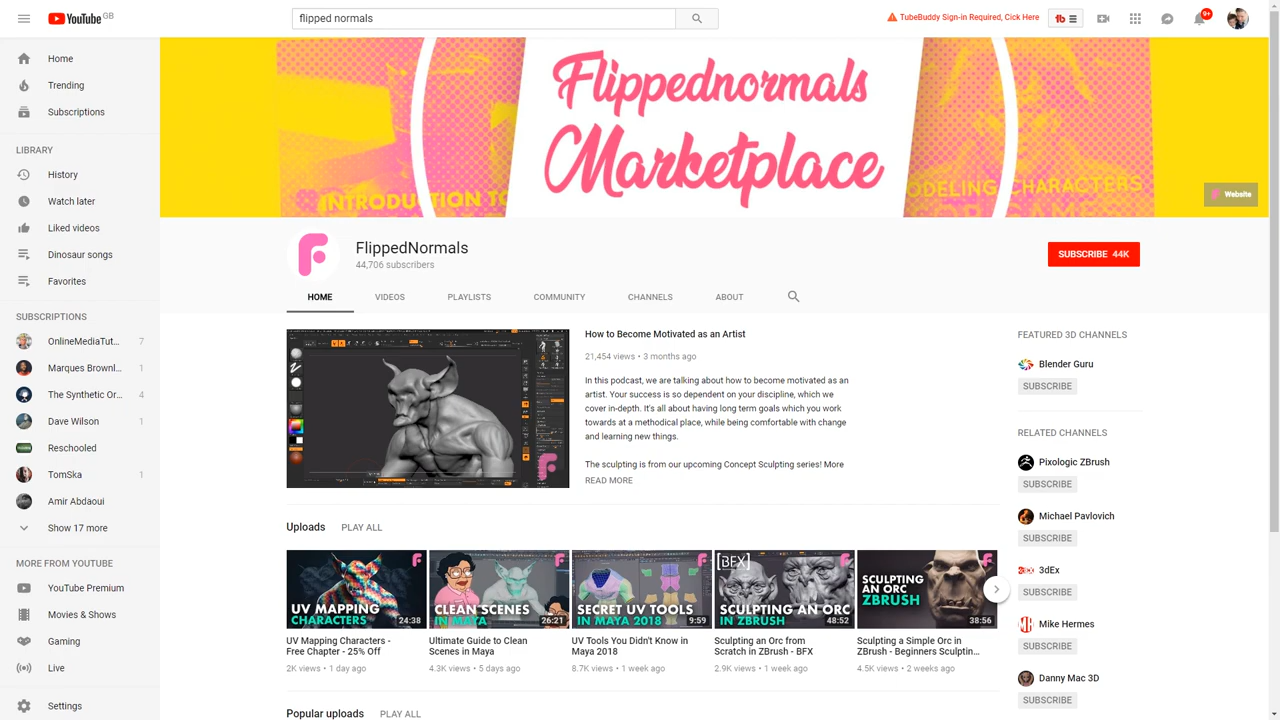 YouTube GB
flipped normals
TubeBuddy Sign-in Required, Cick Here
9+
Home
Trending
Subscriptions
LIBRARY
History
Watch later
Liked videos
Dinosaur songs
Favorites
SUBSCRIPTIONS
OnlineMediaTut... 7
Marques Brownl... 1
The Synthetic Or... 4
Dave Wilson 1
Reschooled
TomSka 1
Amir Abdaoui
Show 17 more
MORE FROM YOUTUBE
YouTube Premium
Movies & Shows
Gaming
Live
Settings
Flippednormals
Marketplace
INTRODUCTION TO
MODELING CHARACTERS
Website
FlippedNormals
44,706 subscribers
SUBSCRIBE 44K
HOME
VIDEOS
PLAYLISTS
COMMUNITY
CHANNELS
ABOUT
How to Become Motivated as an Artist
21,454 views • 3 months ago
In this podcast, we are talking about how to become motivated as an
artist. Your success is so dependent on your discipline, which we
cover in-depth. It's all about having long term goals which you work
towards at a methodical place, while being comfortable with change
and learning new things.
The sculpting is from our upcoming Concept Sculpting series! More
READ MORE
Uploads PLAY ALL
UV MAPPING
CHARACTERS
24:38
UV Mapping Characters -
Free Chapter - 25% Off
2K views • 1 day ago
CLEAN SCENES
IN MAYA
26:21
Ultimate Guide to Clean
Scenes in Maya
4.3K views • 5 days ago
SECRET UV TOOLS
IN MAYA 2018
9:59
UV Tools You Didn't Know in
Maya 2018
8.7K views • 1 week ago
[BFX]
SCULPTING AN ORC
IN ZBRUSH
48:52
Sculpting an Orc from
Scratch in ZBrush - BFX
2.9K views • 1 week ago
SCULPTING
AN ORC
ZBRUSH
38:56
Sculpting a Simple Orc in
ZBrush - Beginners Sculptin...
4.5K views • 2 weeks ago
Popular uploads PLAY ALL
FEATURED 3D CHANNELS
Blender Guru
SUBSCRIBE
RELATED CHANNELS
Pixologic ZBrush
SUBSCRIBE
Michael Pavlovich
SUBSCRIBE
3dEx
SUBSCRIBE
Mike Hermes
SUBSCRIBE
Danny Mac 3D
SUBSCRIBE